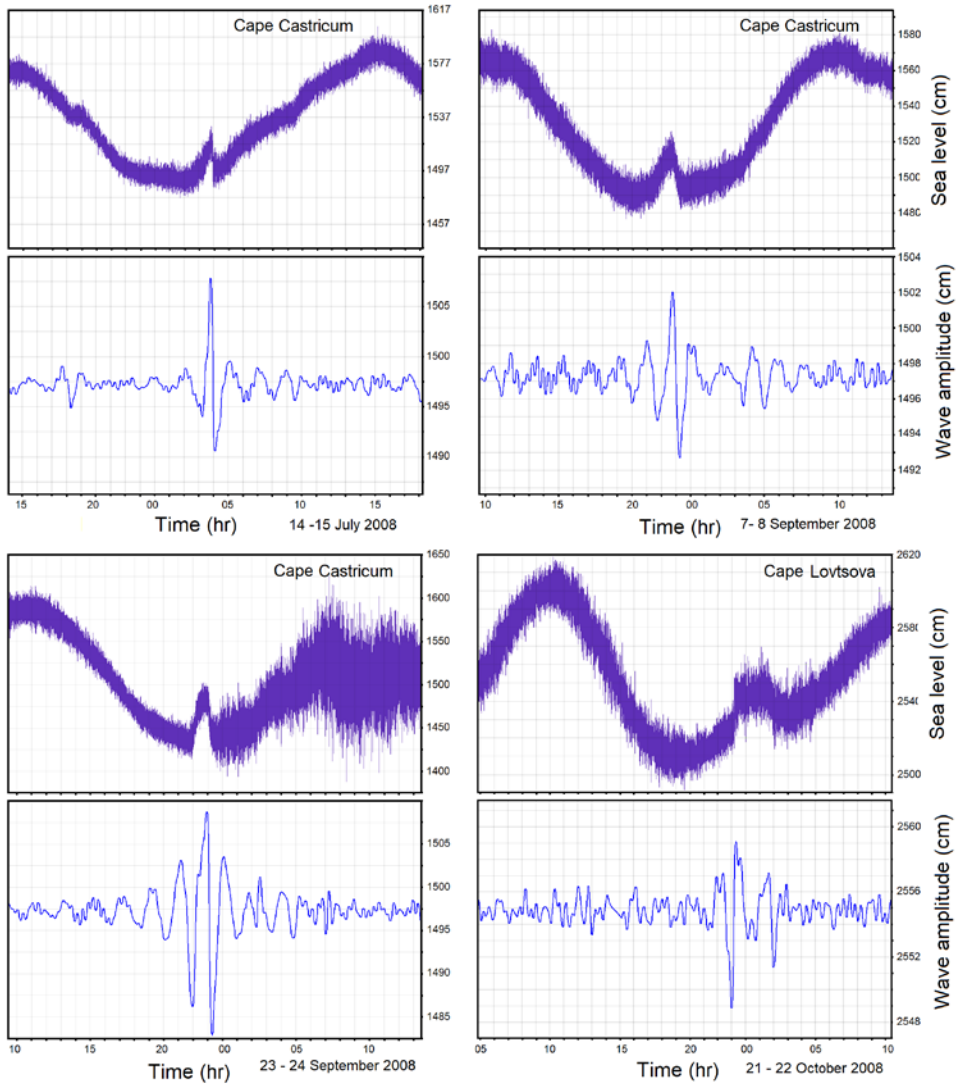 Cape Castricum
1617
1577
1537
1497
1457
1505
1500
1495
1490
15 20 00 05 10 15
Time (hr)
14 -15 July 2008
Cape Castricum
1580
1560
1540
1520
1500
1480
Sea level (cm)
1504
1502
1500
1498
1496
1494
1492
Wave amplitude (cm)
10 15 20 00 05 10
Time (hr)
7- 8 September 2008
Cape Castricum
1650
1600
1550
1500
1450
1400
1505
1500
1495
1490
1485
10 15 20 00 05 10
Time (hr)
23 - 24 September 2008
Cape Lovtsova
2620
2580
2540
2500
Sea level (cm)
2560
2556
2552
2548
Wave amplitude (cm)
05 10 15 20 00 05 10
Time (hr)
21 - 22 October 2008